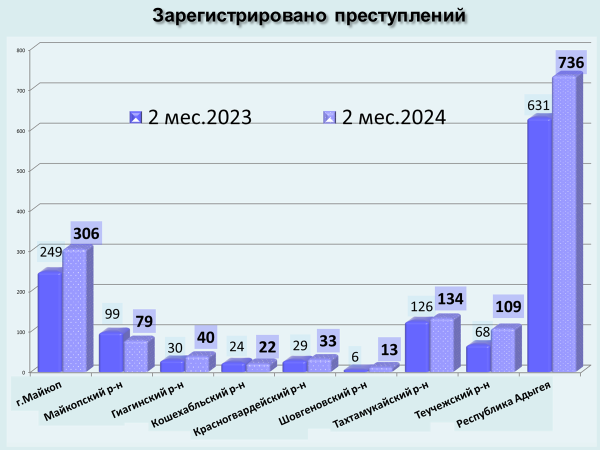 Зарегистрировано преступлений
800
700
600
500
400
300
200
100
0
2 мес.2023
2 мес.2024
249
306
99
79
30
40
24
22
29
33
6
13
126
134
68
109
631
736
г.Майкоп
Майкопский р-н
Гиагинский р-н
Кошехабльский р-н
Красногвардейский р-н
Шовгеновский р-н
Тахтамукайский р-н
Теучежский р-н
Республика Адыгея